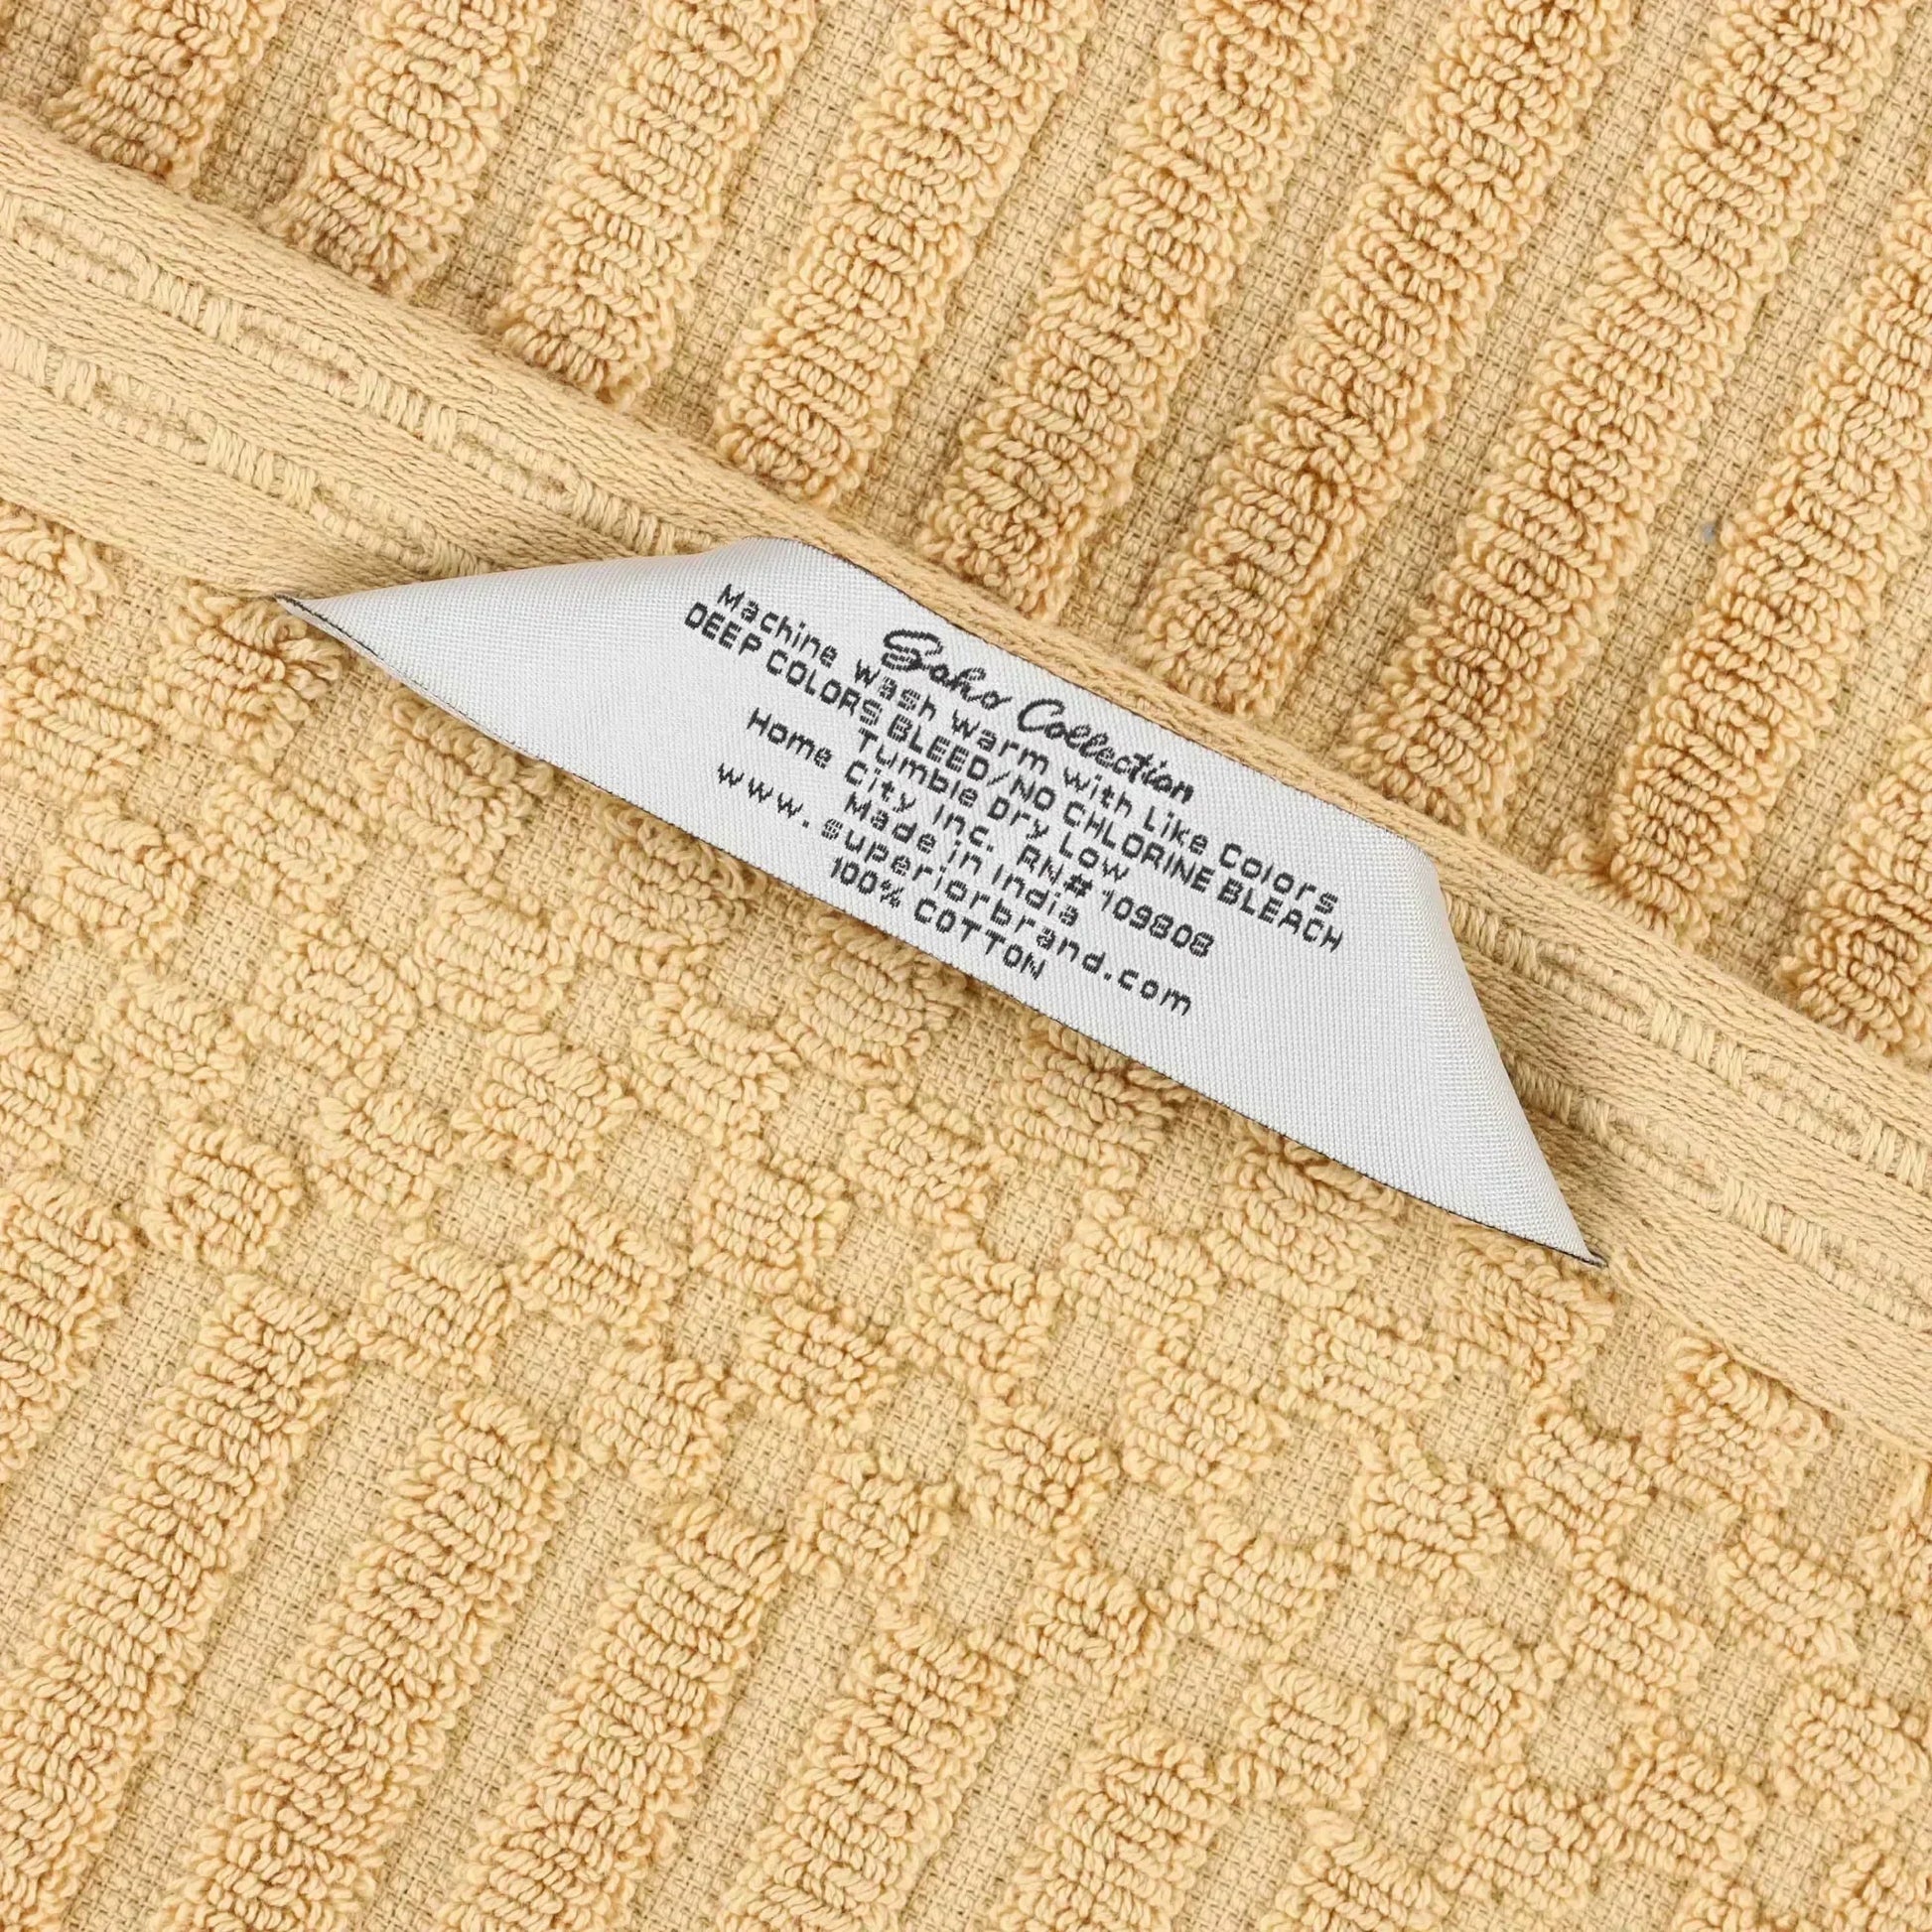 Soho Collection
Machine wash warm with Like Colors
DEEP COLORS BLEED/NO CHLORINE BLEACH
Tumble Dry Low
Home City Inc. RN# 109808
Made in India
www.superiorbrand.com
100% COTTON